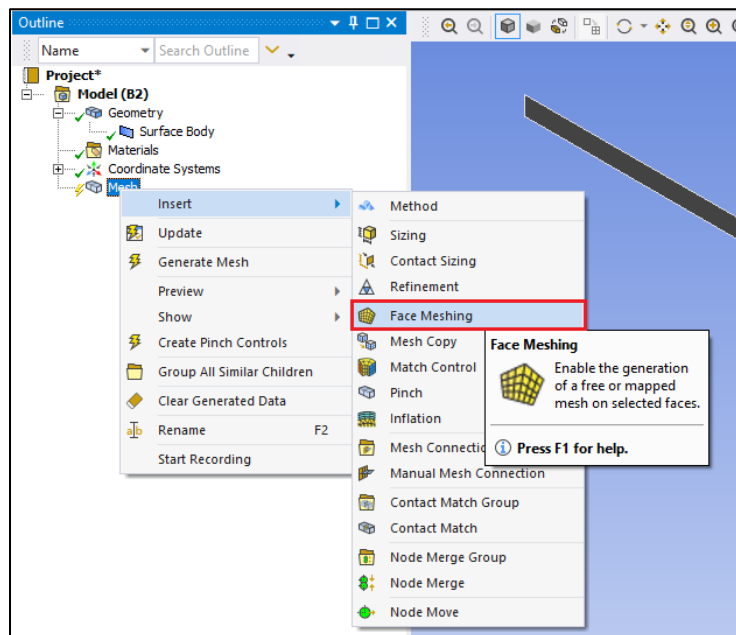 Outline
Name
Search Outline
Project*
Model (B2)
Geometry
Surface Body
Materials
Coordinate Systems
Mesh
Insert
Update
Generate Mesh
Preview
Show
Create Pinch Controls
Group All Similar Children
Clear Generated Data
Rename F2
Start Recording
Method
Sizing
Contact Sizing
Refinement
Face Meshing
Mesh Copy
Match Control
Pinch
Inflation
Manual Mesh Connection
Contact Match Group
Contact Match
Node Merge Group
Node Merge
Node Move
Face Meshing
Enable the generation
of a free or mapped
mesh on selected faces.
Press F1 for help.